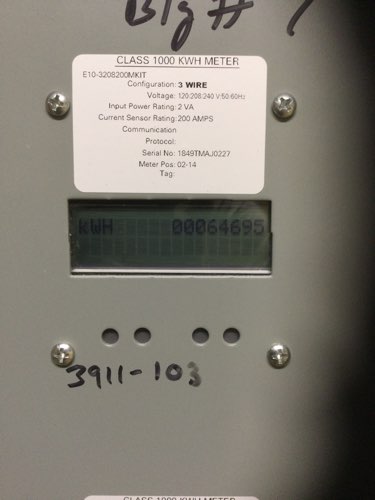 Blg #
CLASS 1000 KWH METER
E10-3208200MKIT
Configuration: 3 WIRE
Voltage: 120:208:240 V:50:60Hz
Input Power Rating: 2 VA
Current Sensor Rating: 200 AMPS
Communication
Protocol:
Serial No: 1849TMAJ0227
Meter Pos: 02-14
Tag:
kWH 00064695
3911-103
CLASS 1000 KWH METER